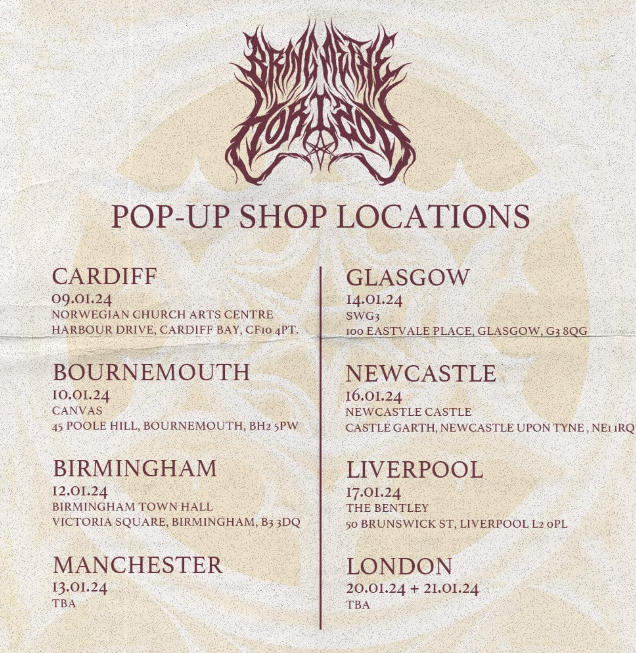 BRING ME THE
HORIZON
POP-UP SHOP LOCATIONS
CARDIFF
09.01.24
NORWEGIAN CHURCH ARTS CENTRE
HARBOUR DRIVE, CARDIFF BAY, CF10 4PT.
BOURNEMOUTH
10.01.24
CANVAS
45 POOLE HILL, BOURNEMOUTH, BH2 5PW
BIRMINGHAM
12.01.24
BIRMINGHAM TOWN HALL
VICTORIA SQUARE, BIRMINGHAM, B3 3DQ
MANCHESTER
13.01.24
TBA
GLASGOW
14.01.24
SWG3
100 EASTVALE PLACE, GLASGOW, G3 8QG
NEWCASTLE
16.01.24
NEWCASTLE CASTLE
CASTLE GARTH, NEWCASTLE UPON TYNE , NE1 1RQ
LIVERPOOL
17.01.24
THE BENTLEY
50 BRUNSWICK ST, LIVERPOOL L2 0PL
LONDON
20.01.24 + 21.01.24
TBA